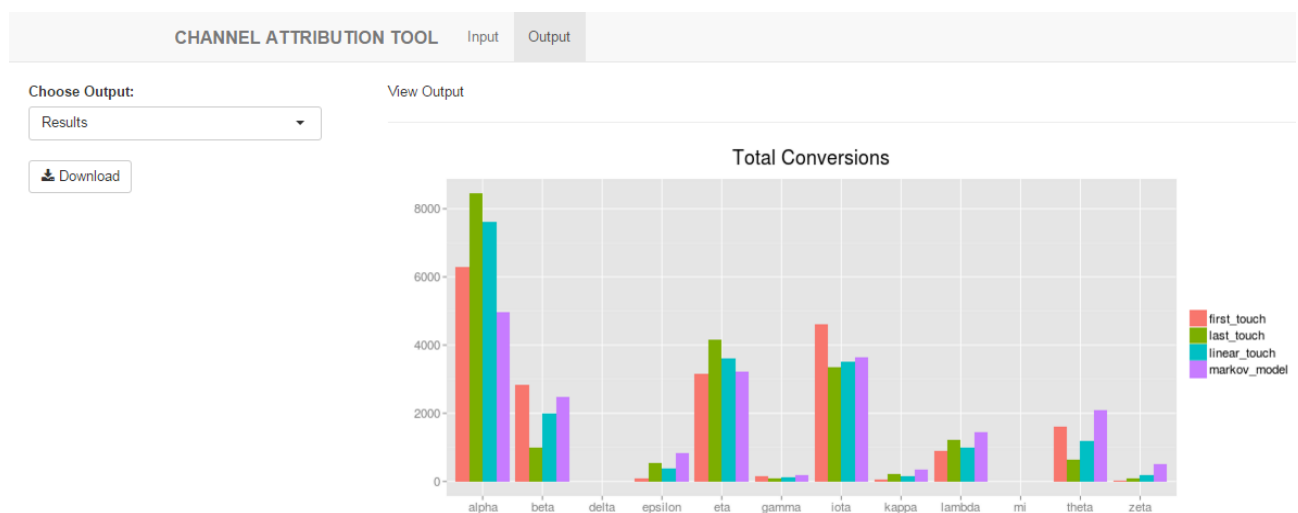 CHANNEL ATTRIBUTION TOOL Input Output
Choose Output:
Results
Download
View Output
Total Conversions
8000
6000
4000
2000
0
alpha beta delta epsilon eta gamma iota kappa lambda mi theta zeta
first_touch
last_touch
linear_touch
markov_model